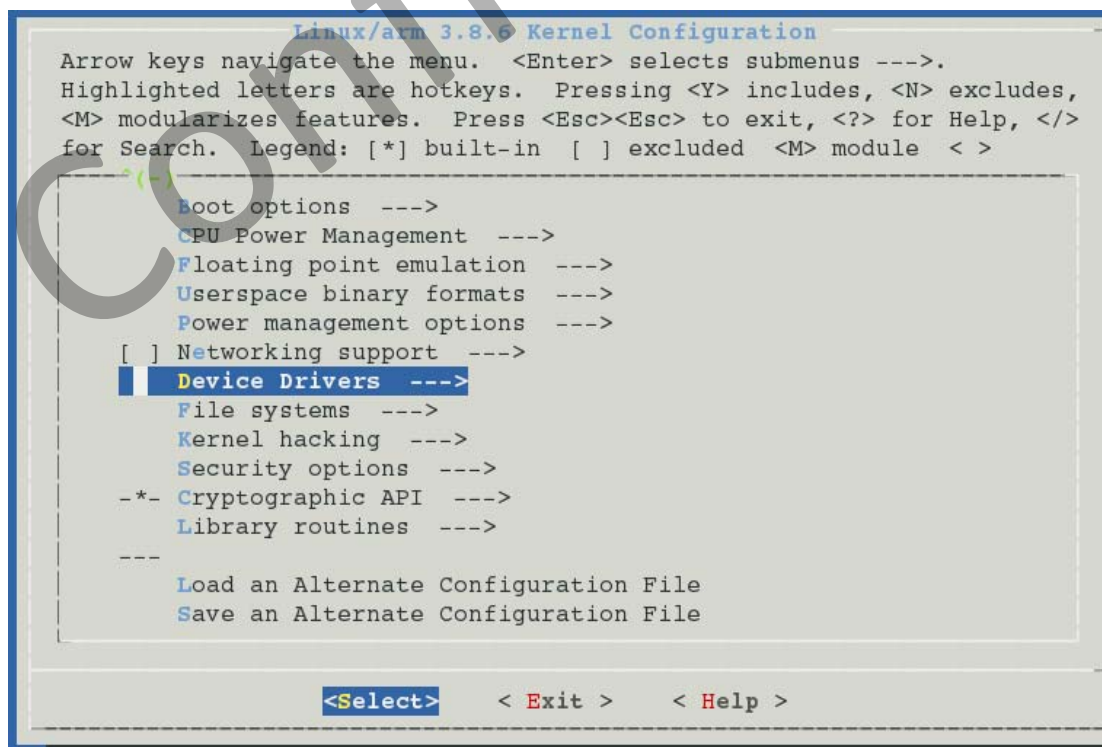 Linux/arm 3.8.6 Kernel Configuration
Arrow keys navigate the menu.  <Enter> selects submenus --->.
Highlighted letters are hotkeys.  Pressing <Y> includes, <N> excludes,
<M> modularizes features.  Press <Esc><Esc> to exit, <?> for Help, </>
for Search.  Legend: [*] built-in  [ ] excluded  <M> module  < >
^(-)
Boot options  --->
CPU Power Management  --->
Floating point emulation  --->
Userspace binary formats  --->
Power management options  --->
[ ] Networking support  --->
Device Drivers  --->
File systems  --->
Kernel hacking  --->
Security options  --->
-*- Cryptographic API  --->
Library routines  --->
---
Load an Alternate Configuration File
Save an Alternate Configuration File
<Select>    < Exit >    < Help >